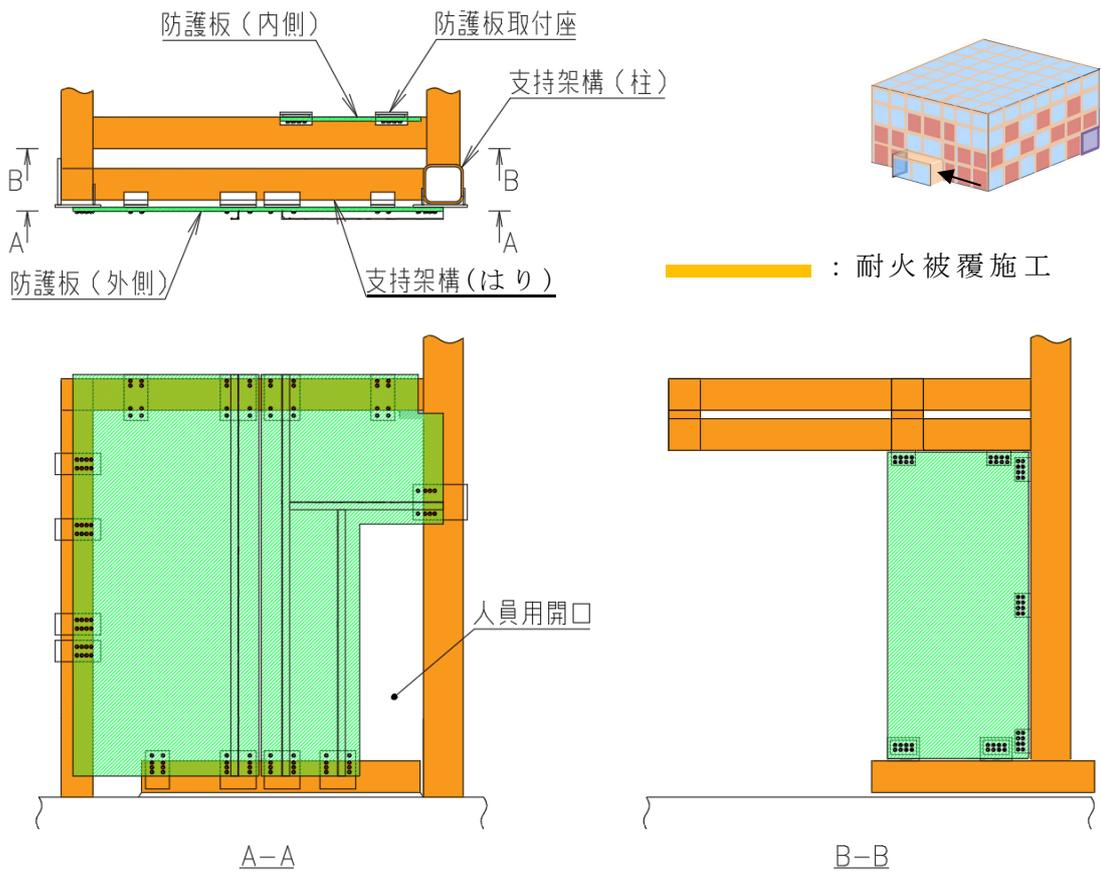 防護板(内側)
防護板取付座
支持架構(柱)
B
B
A
A
防護板(外側)
支持架構(はり)
:耐火被覆施工
人員用開口
A-A
B-B